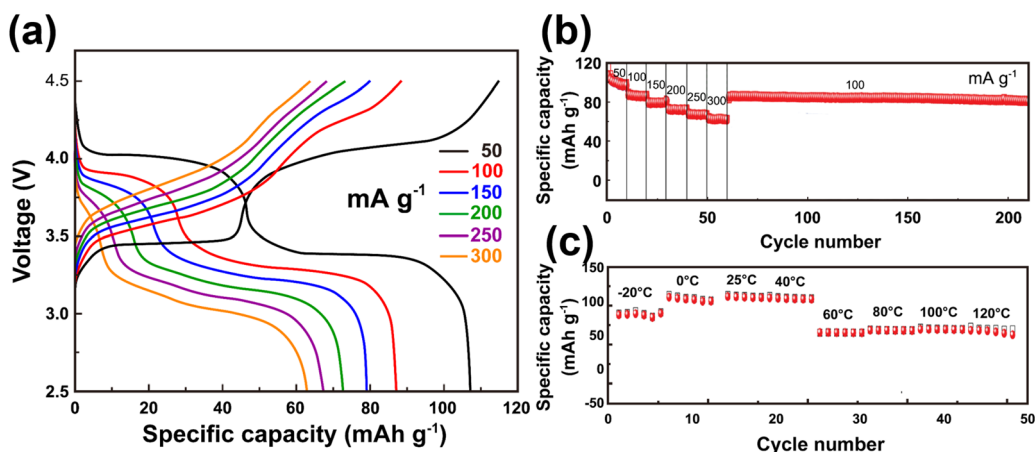 (a)
4.5
4.0
3.5
3.0
2.5
Voltage (V)
50
100
150
200
250
300
mA g-1
0 20 40 60 80 100 120
Specific capacity (mAh g-1)
(b)
120
80
40
0
Specific capacity
(mAh g-1)
50 100 150 200 250 300 100 mA g-1
0 50 100 150 200
Cycle number
(c)
150
100
50
0
-50
Specific capacity
(mAh g-1)
-20°C 0°C 25°C 40°C
60°C 80°C 100°C 120°C
0 10 20 30 40 50
Cycle number